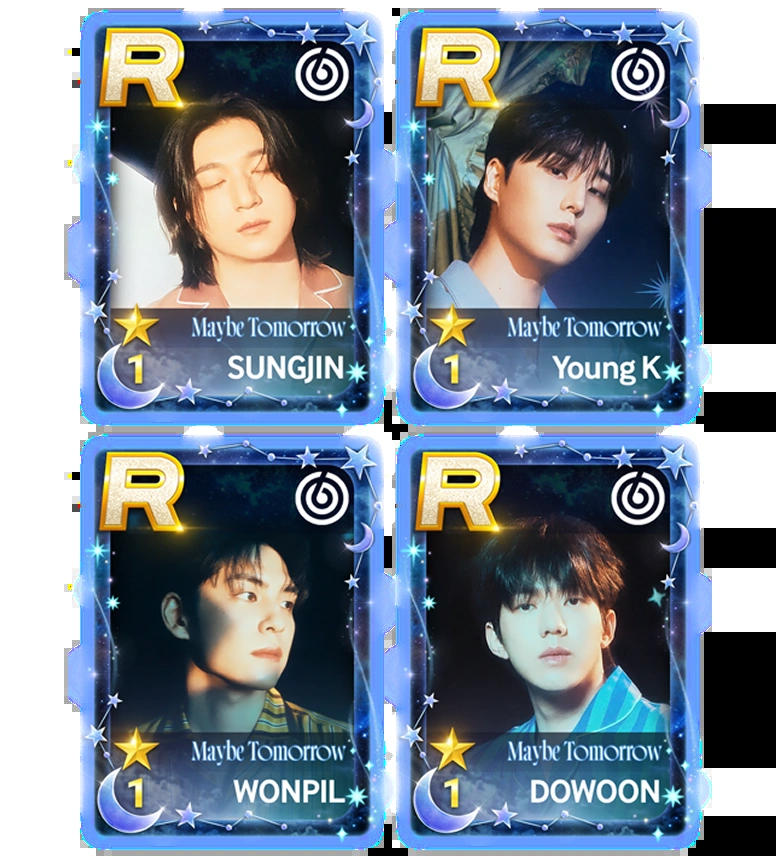 R
Maybe Tomorrow
1
SUNGJIN
R
Maybe Tomorrow
1
Young K
R
Maybe Tomorrow
1
WONPIL
R
Maybe Tomorrow
1
DOWOON